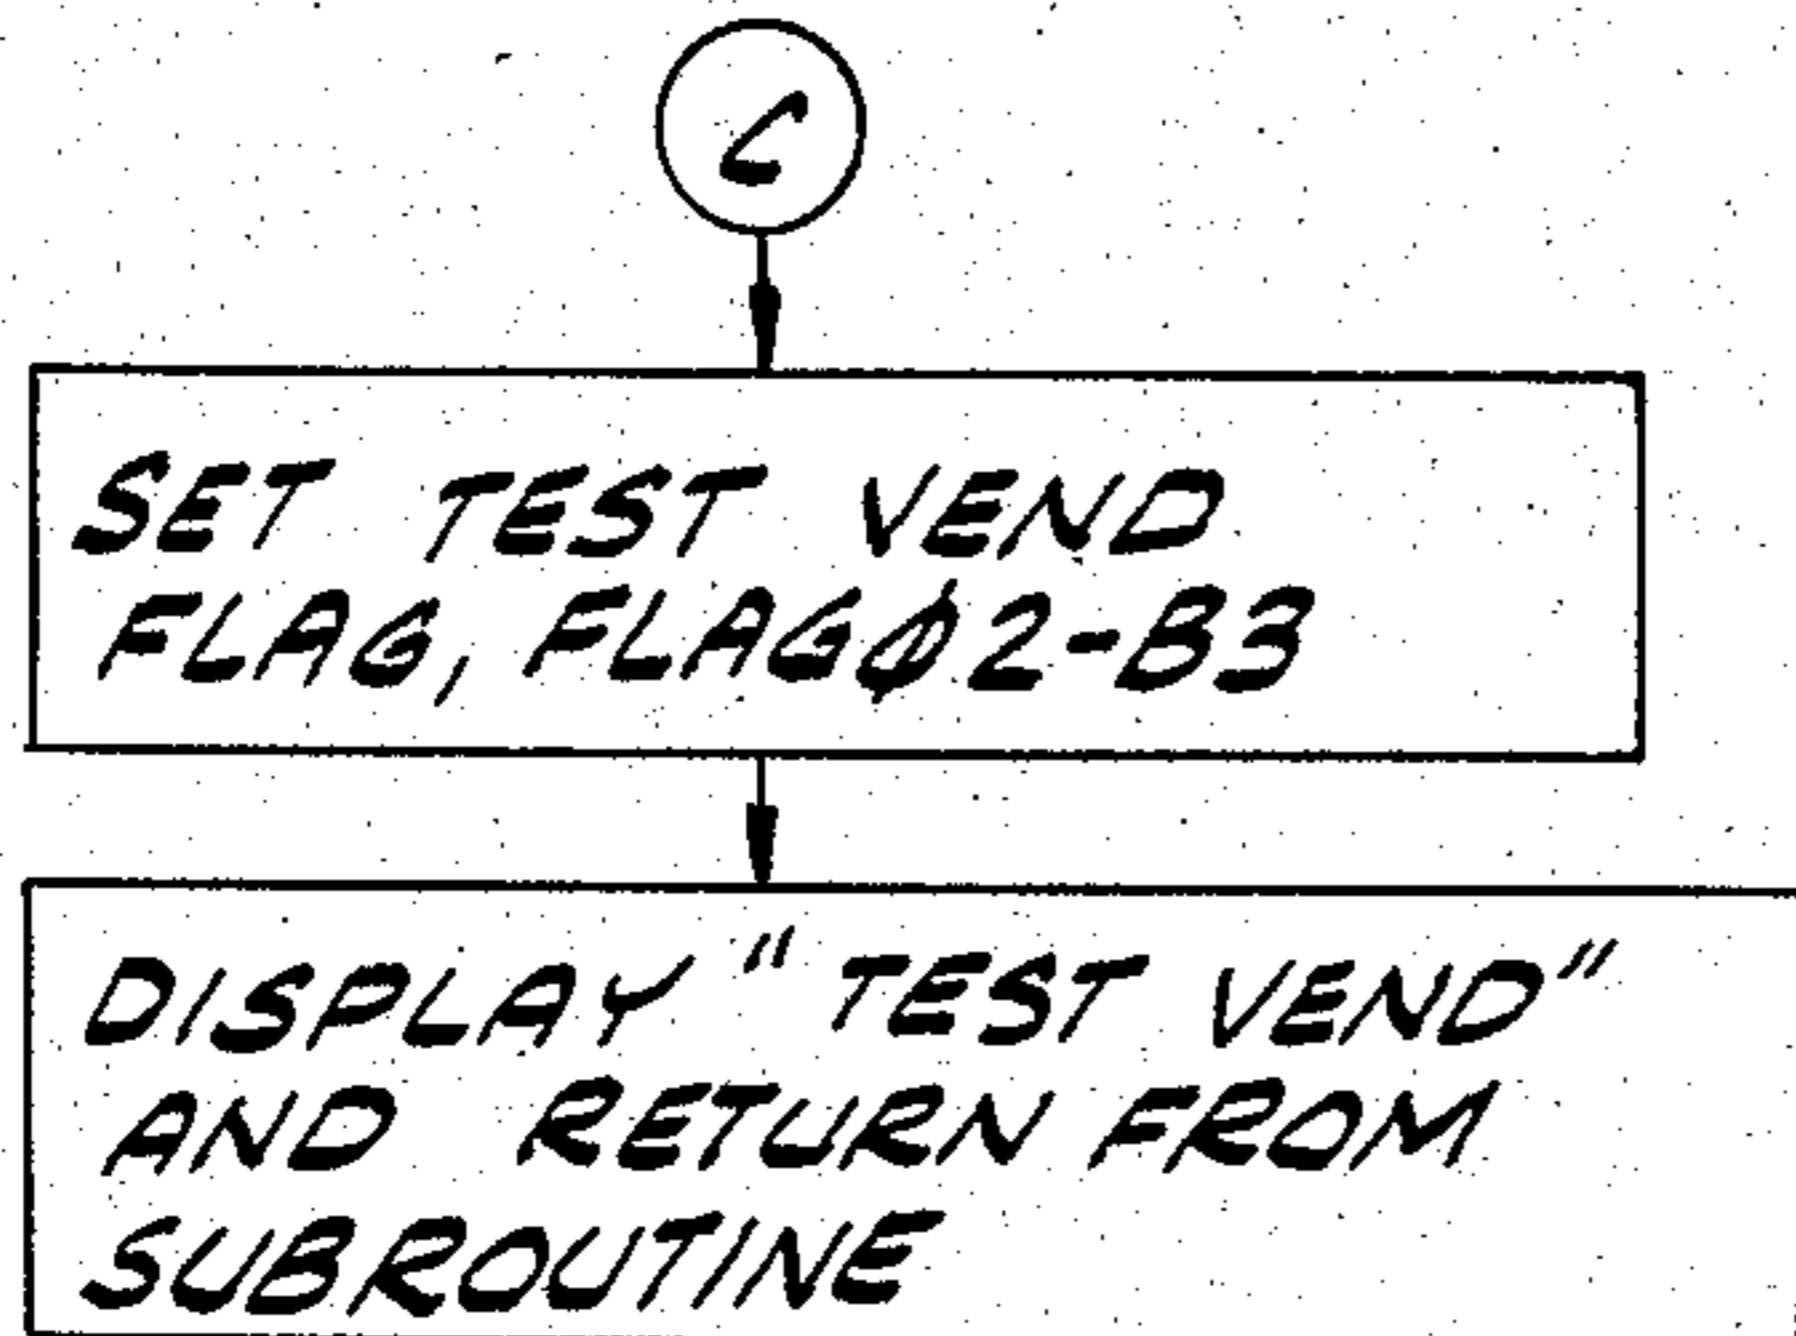 C
SET TEST VEND
FLAG, FLAGØ2-B3
DISPLAY "TEST VEND"
AND RETURN FROM
SUBROUTINE